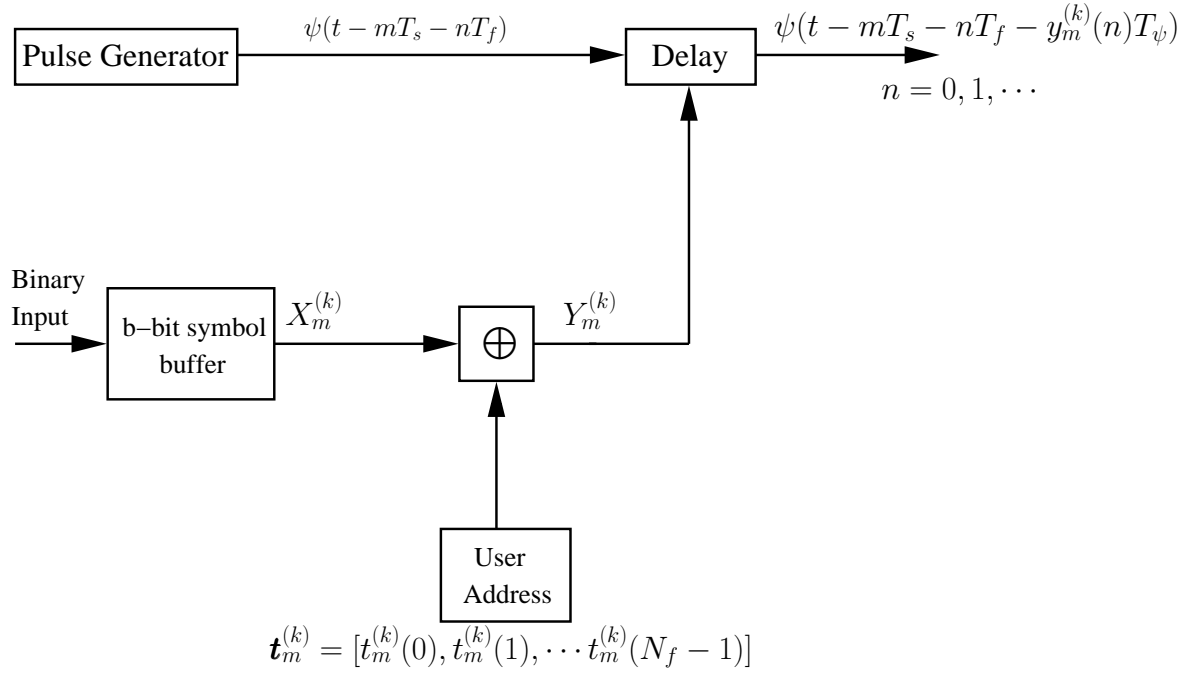 ψ(t − mT_s − nT_f)
Pulse Generator
Delay
ψ(t − mT_s − nT_f − y_m^{(k)}(n)T_ψ)
n = 0, 1, ···
Binary
Input
b−bit symbol
buffer
X_m^{(k)}
⊕
Y_m^{(k)}
User
Address
t_m^{(k)} = [t_m^{(k)}(0), t_m^{(k)}(1), ··· t_m^{(k)}(N_f − 1)]